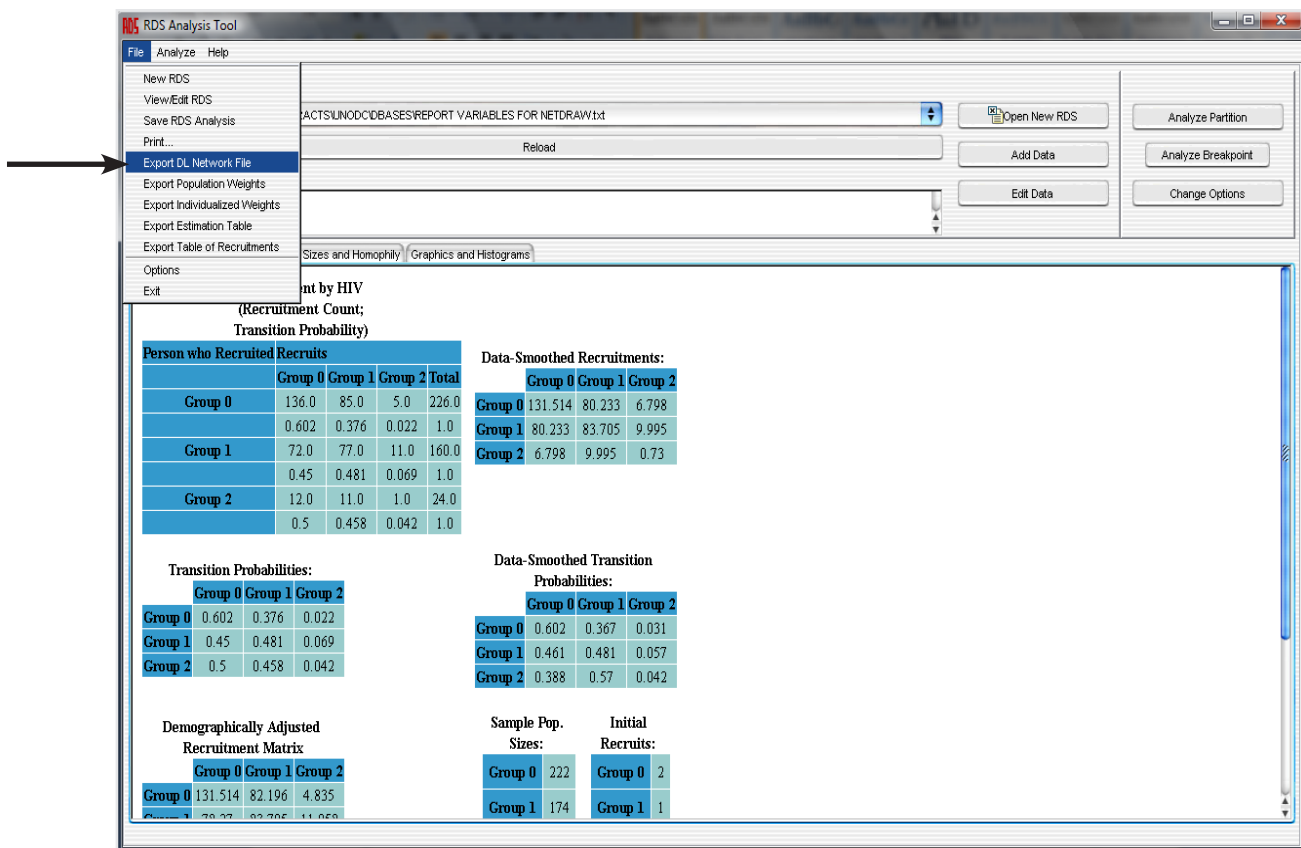 RDS RDS Analysis Tool
File Analyze Help
New RDS
View/Edit RDS
Save RDS Analysis
Print...
Export DL Network File
Export Population Weights
Export Individualized Weights
Export Estimation Table
Export Table of Recruitments
Options
Exit
:ACTS\UNODC\DBASES\REPORT VARIABLES FOR NETDRAW.txt
Reload
Open New RDS
Add Data
Edit Data
Analyze Partition
Analyze Breakpoint
Change Options
Sizes and Homophily Graphics and Histograms
ent by HIV
(Recruitment Count;
Transition Probability)
Person who Recruited Recruits
Group 0 Group 1 Group 2 Total
Group 0 136.0 85.0 5.0 226.0
0.602 0.376 0.022 1.0
Group 1 72.0 77.0 11.0 160.0
0.45 0.481 0.069 1.0
Group 2 12.0 11.0 1.0 24.0
0.5 0.458 0.042 1.0
Data-Smoothed Recruitments:
Group 0 Group 1 Group 2
Group 0 131.514 80.233 6.798
Group 1 80.233 83.705 9.995
Group 2 6.798 9.995 0.73
Transition Probabilities:
Group 0 Group 1 Group 2
Group 0 0.602 0.376 0.022
Group 1 0.45 0.481 0.069
Group 2 0.5 0.458 0.042
Data-Smoothed Transition
Probabilities:
Group 0 Group 1 Group 2
Group 0 0.602 0.367 0.031
Group 1 0.461 0.481 0.057
Group 2 0.388 0.57 0.042
Demographically Adjusted
Recruitment Matrix
Group 0 Group 1 Group 2
Group 0 131.514 82.196 4.835
Sample Pop.
Sizes:
Group 0 222
Group 1 174
Initial
Recruits:
Group 0 2
Group 1 1